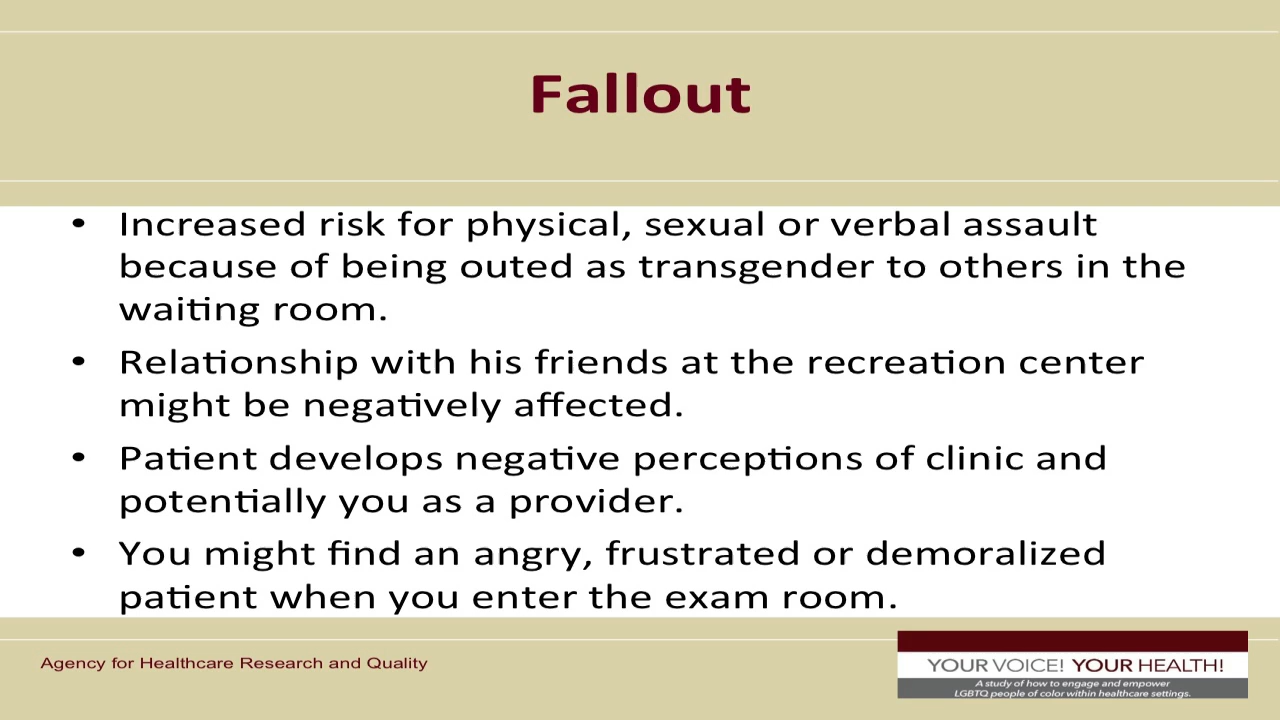 Fallout
• Increased risk for physical, sexual or verbal assault
because of being outed as transgender to others in the
waiting room.
• Relationship with his friends at the recreation center
might be negatively affected.
• Patient develops negative perceptions of clinic and
potentially you as a provider.
• You might find an angry, frustrated or demoralized
patient when you enter the exam room.
Agency for Healthcare Research and Quality
YOUR VOICE! YOUR HEALTH!
A study of how to engage and empower
LGBTQ people of color within healthcare settings.